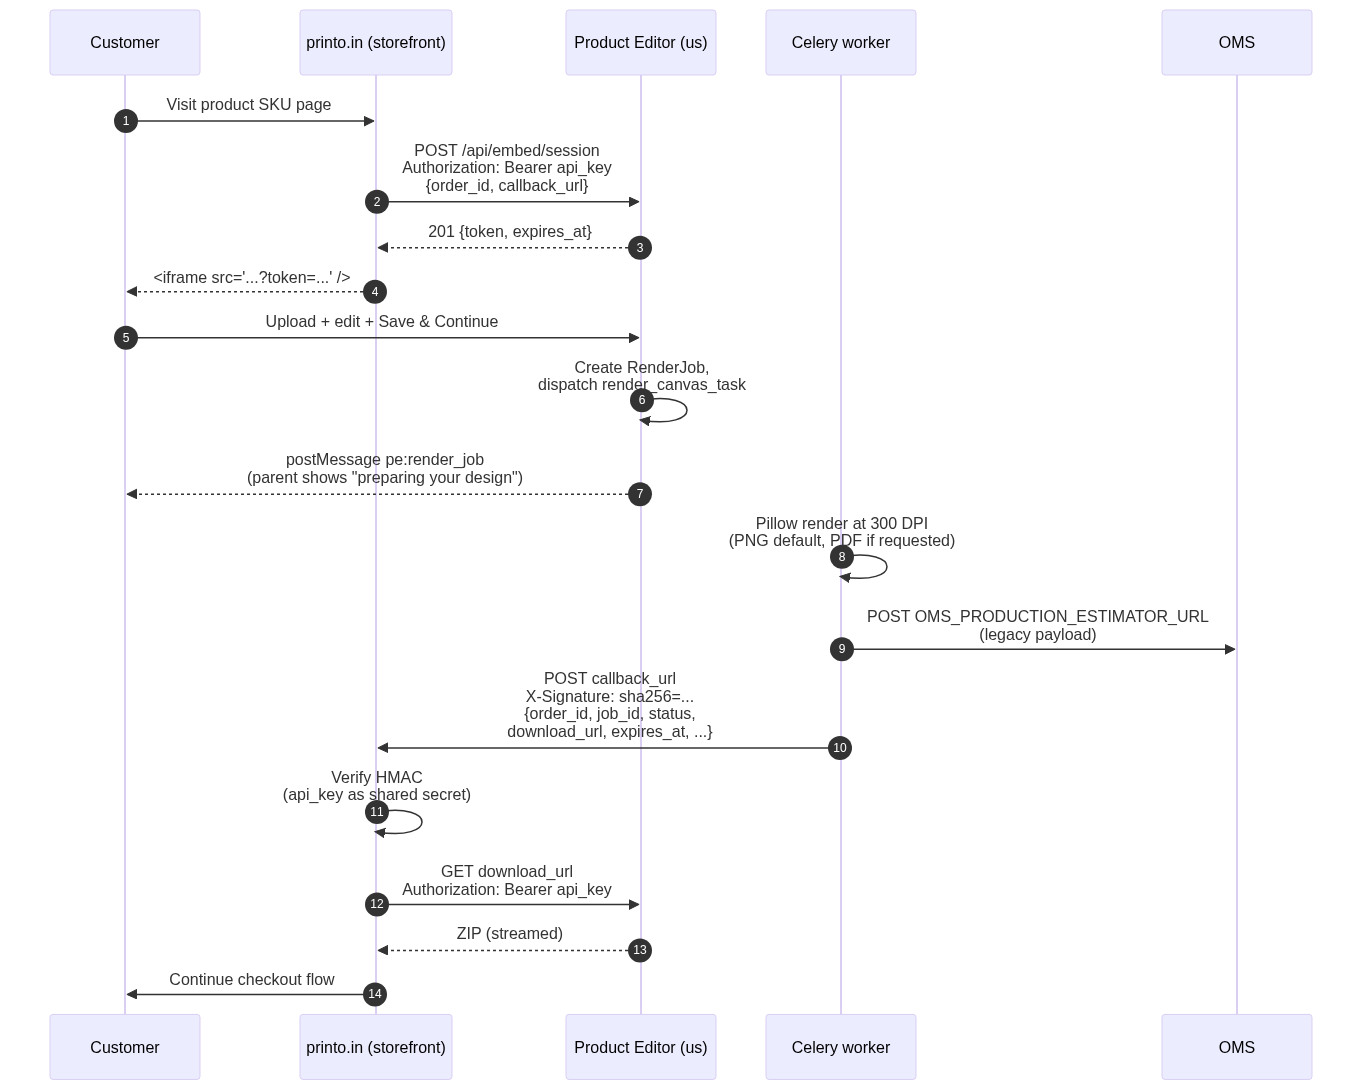 Customer
printo.in (storefront)
Product Editor (us)
Celery worker
OMS
Visit product SKU page
1
POST /api/embed/session
Authorization: Bearer api_key
{order_id, callback_url}
2
201 {token, expires_at}
3
<iframe src='...?token=...' />
4
Upload + edit + Save & Continue
5
Create RenderJob,
dispatch render_canvas_task
6
postMessage pe:render_job
(parent shows "preparing your design")
7
Pillow render at 300 DPI
(PNG default, PDF if requested)
8
POST OMS_PRODUCTION_ESTIMATOR_URL
(legacy payload)
9
POST callback_url
X-Signature: sha256=...
{order_id, job_id, status,
download_url, expires_at, ...}
10
Verify HMAC
(api_key as shared secret)
11
GET download_url
Authorization: Bearer api_key
12
ZIP (streamed)
13
Continue checkout flow
14
Customer
printo.in (storefront)
Product Editor (us)
Celery worker
OMS